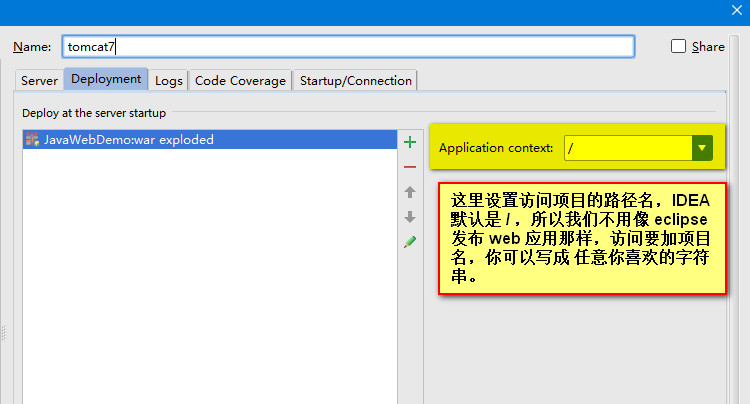 Name: tomcat7 Share
Server Deployment Logs Code Coverage Startup/Connection
Deploy at the server startup
JavaWebDemo:war exploded
Application context: /
这里设置访问项目的路径名，IDEA
默认是 / ，所以我们不用像 eclipse
发布 web 应用那样，访问要加项目
名，你可以写成 任意你喜欢的字符
串。